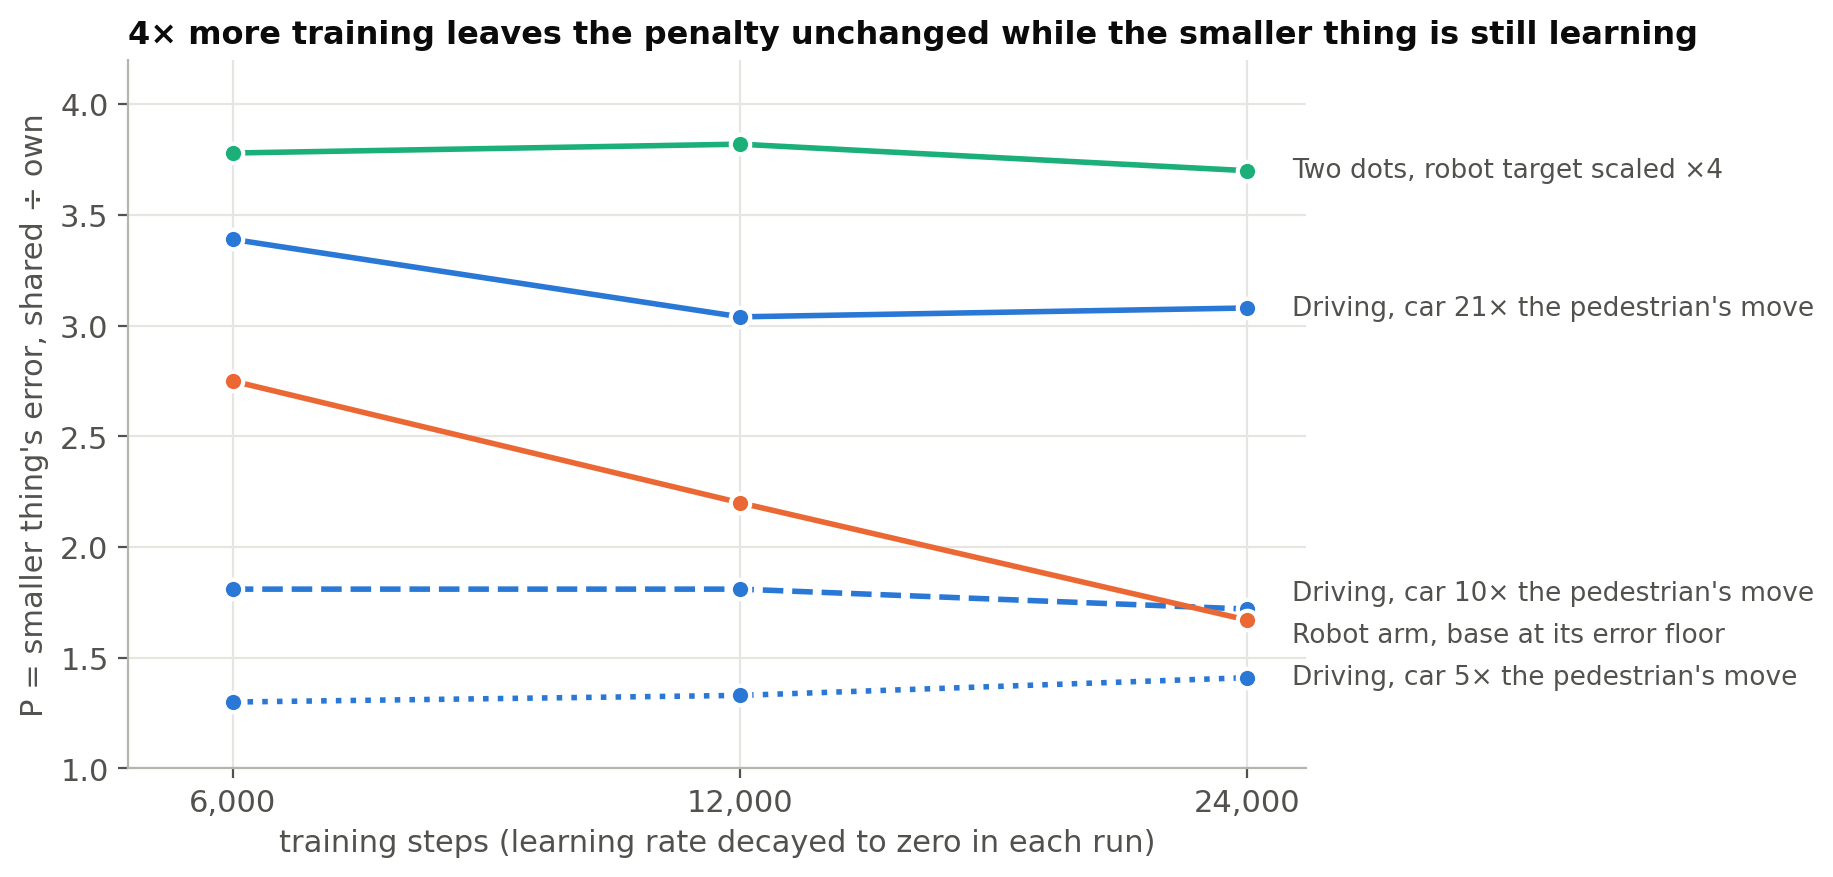 4× more training leaves the penalty unchanged while the smaller thing is still learning
P = smaller thing's error, shared ÷ own
4.0
3.5
3.0
2.5
2.0
1.5
1.0
Two dots, robot target scaled ×4
Driving, car 21× the pedestrian's move
Driving, car 10× the pedestrian's move
Robot arm, base at its error floor
Driving, car 5× the pedestrian's move
6,000
12,000
24,000
training steps (learning rate decayed to zero in each run)